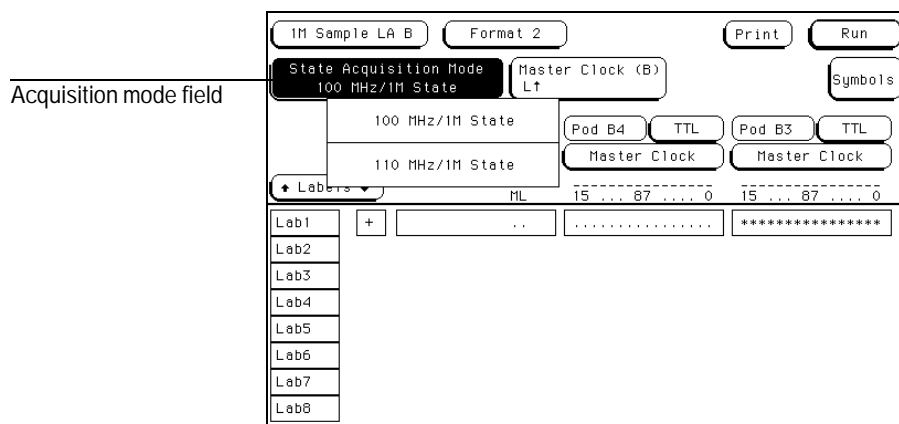 1M Sample LA B Format 2 Print Run
State Acquisition Mode
100 MHz/1M State
Master Clock (B)
L↑
Symbols
Acquisition mode field
100 MHz/1M State
110 MHz/1M State
Pod B4 TTL Pod B3 TTL
Master Clock Master Clock
↑ Labels ↓ ML 15 ... 87 .... 0 15 ... 87 .... 0
Lab1 + .. ................ ****************
Lab2
Lab3
Lab4
Lab5
Lab6
Lab7
Lab8